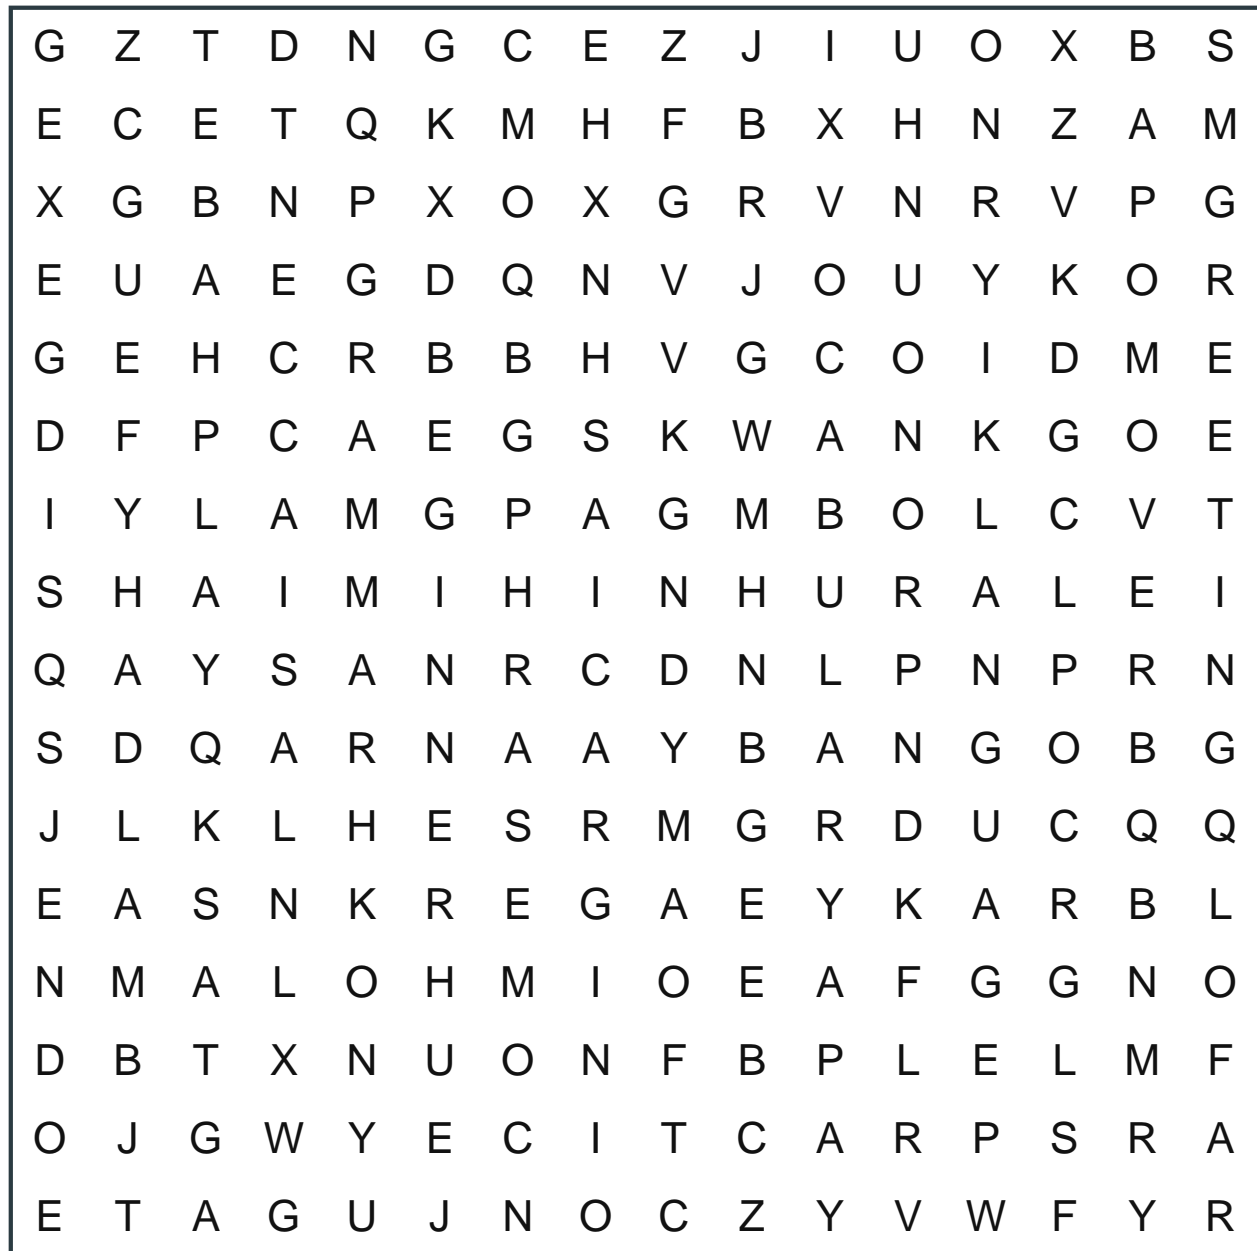 G Z T D N G C E Z J I U O X B S
E C E T Q K M H F B X H N Z A M
X G B N P X O X G R V N R V P G
E U A E G D Q N V J O U Y K O R
G E H C R B B H V G C O I D M E
D F P C A E G S K W A N K G O E
I Y L A M G P A G M B O L C V T
S H A I M I H I N H U R A L E I
Q A Y S A N R C D N L P N P R N
S D Q A R N A A Y B A N G O B G
J L K L H E S R M G R D U C Q Q
E A S N K R E G A E Y K A R B L
N M A L O H M I O E A F G G N O
D B T X N U O N F B P L E L M F
O J G W Y E C I T C A R P S R A
E T A G U J N O C Z Y V W F Y R